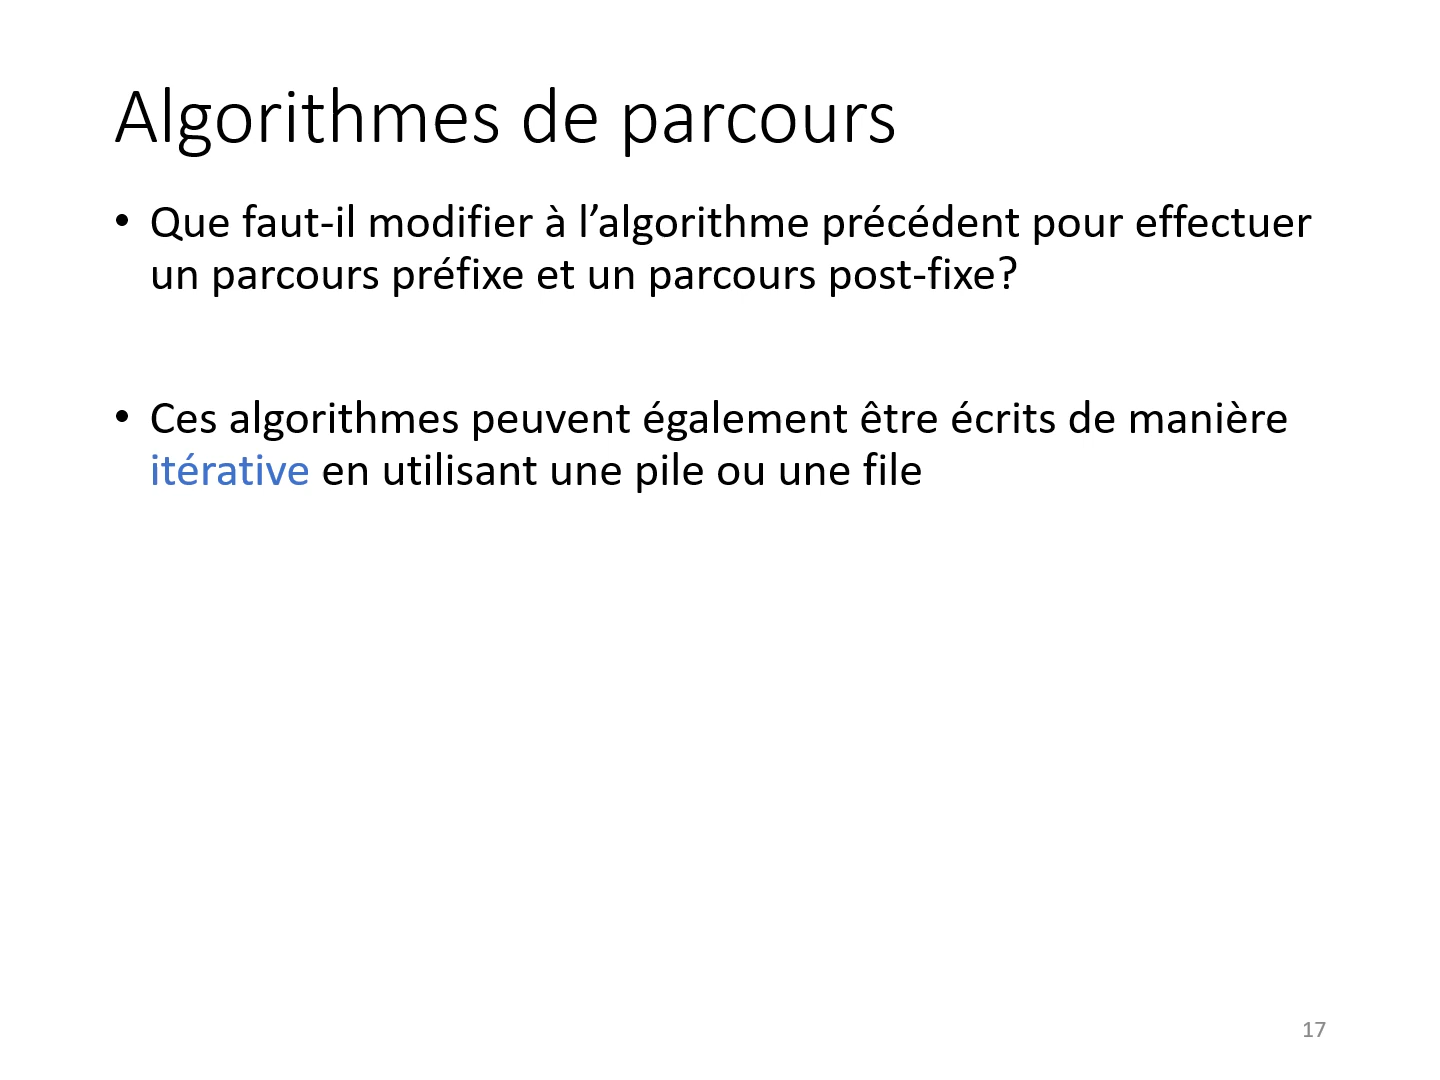 Algorithmes de parcours
• Que faut-il modifier à l’algorithme précédent pour effectuer
un parcours préfixe et un parcours post-fixe?
• Ces algorithmes peuvent également être écrits de manière
itérative en utilisant une pile ou une file
17